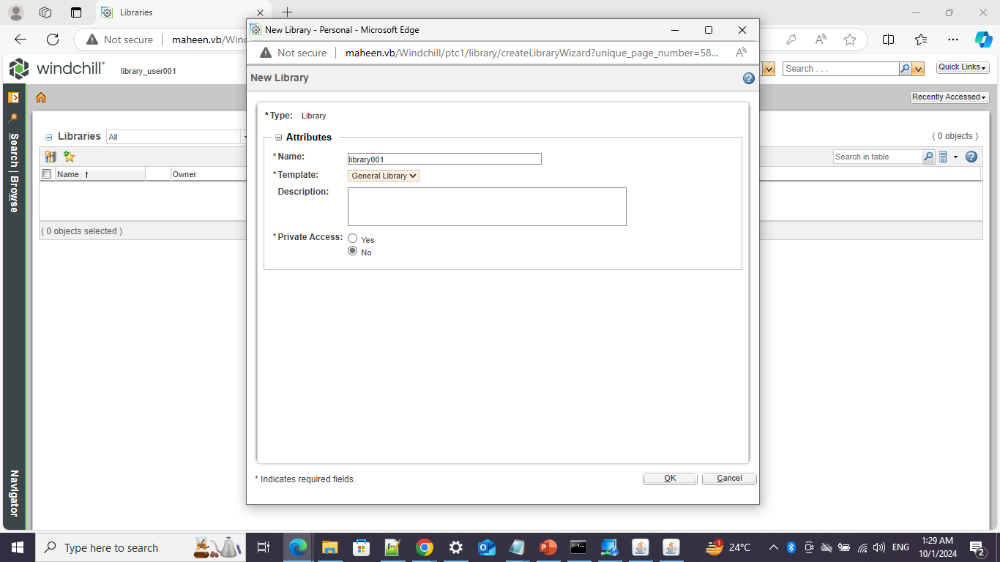 Libraries
New Library - Personal - Microsoft Edge
Not secure
maheen.vb/Wind
Not secure
maheen.vb/Windchill/ptc1/library/createLibraryWizard?unique_page_number=58...
windchill
library_user001
Search . . .
Quick Links
New Library
Recently Accessed
* Type: Library
Libraries
All
( 0 objects )
Attributes
Search | Browse
* Name: library001
Search in table
Name ↑
Owner
* Template: General Library
Description:
( 0 objects selected )
* Private Access: Yes
No
Navigator
* Indicates required fields.
OK
Cancel
Type here to search
24°C
ENG
1:29 AM
10/1/2024
1
2